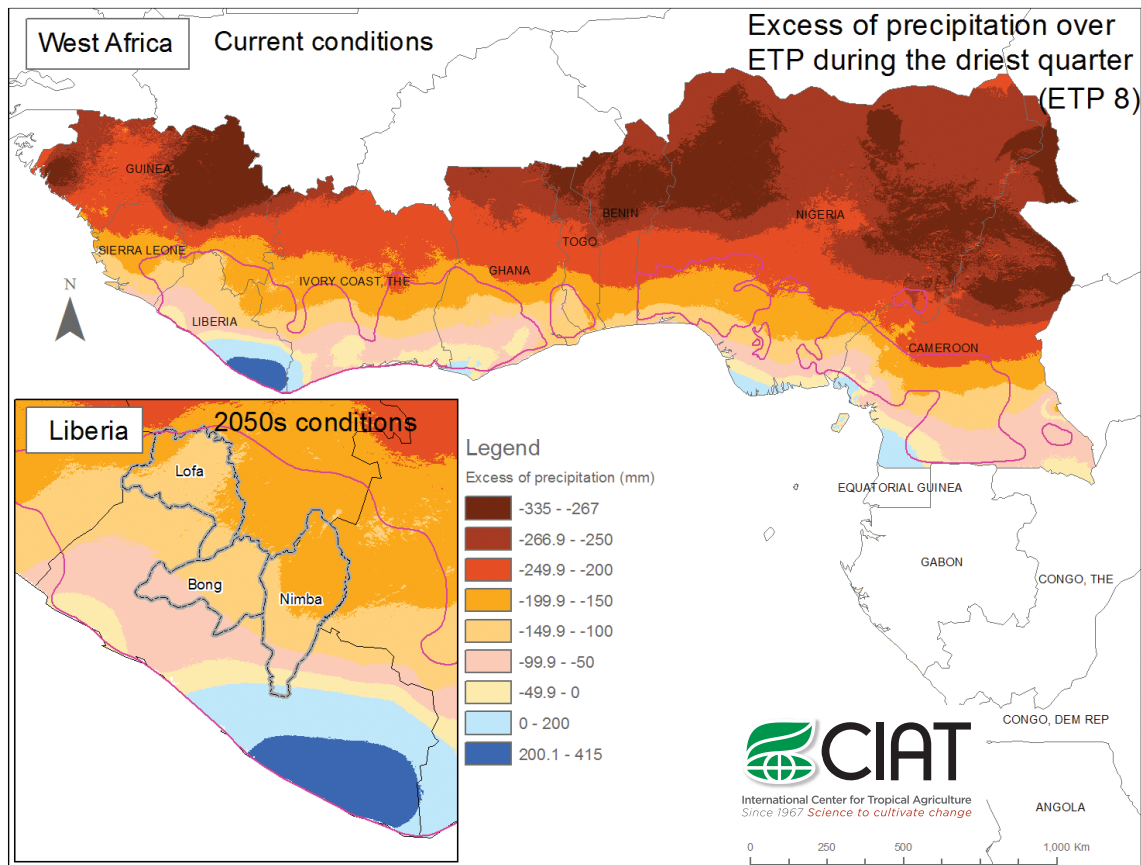 West Africa
Current conditions
Excess of precipitation over
ETP during the driest quarter
(ETP 8)
GUINEA
SIERRA LEONE
LIBERIA
IVORY COAST, THE
GHANA
TOGO
BENIN
NIGERIA
CAMEROON
N
EQUATORIAL GUINEA
GABON
CONGO, THE
CONGO, DEM REP
ANGOLA
Liberia
2050s conditions
Lofa
Bong
Nimba
Legend
Excess of precipitation (mm)
-335 - -267
-266.9 - -250
-249.9 - -200
-199.9 - -150
-149.9 - -100
-99.9 - -50
-49.9 - 0
0 - 200
200.1 - 415
CIAT
International Center for Tropical Agriculture
Since 1967 Science to cultivate change
0 250 500 1,000 Km